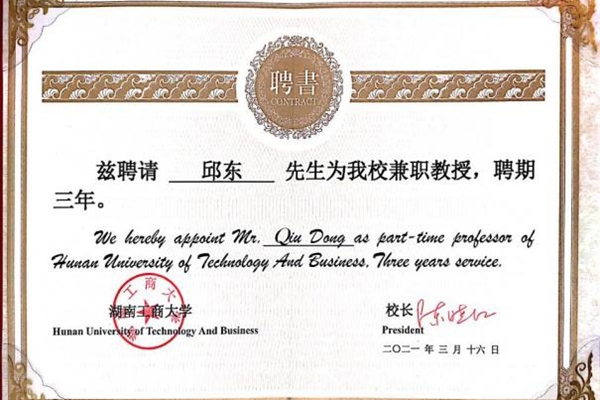 聘書
CONTRACT
兹聘请 邱东 先生为我校兼职教授，聘期
三年。
We hereby appoint Mr. Qiu Dong as part-time professor of
Hunan University of Technology And Business, Three years service.
湖南工商大学
Hunan University of Technology And Business
校长 陈晓红
President
二〇二一 年 三 月 十六 日